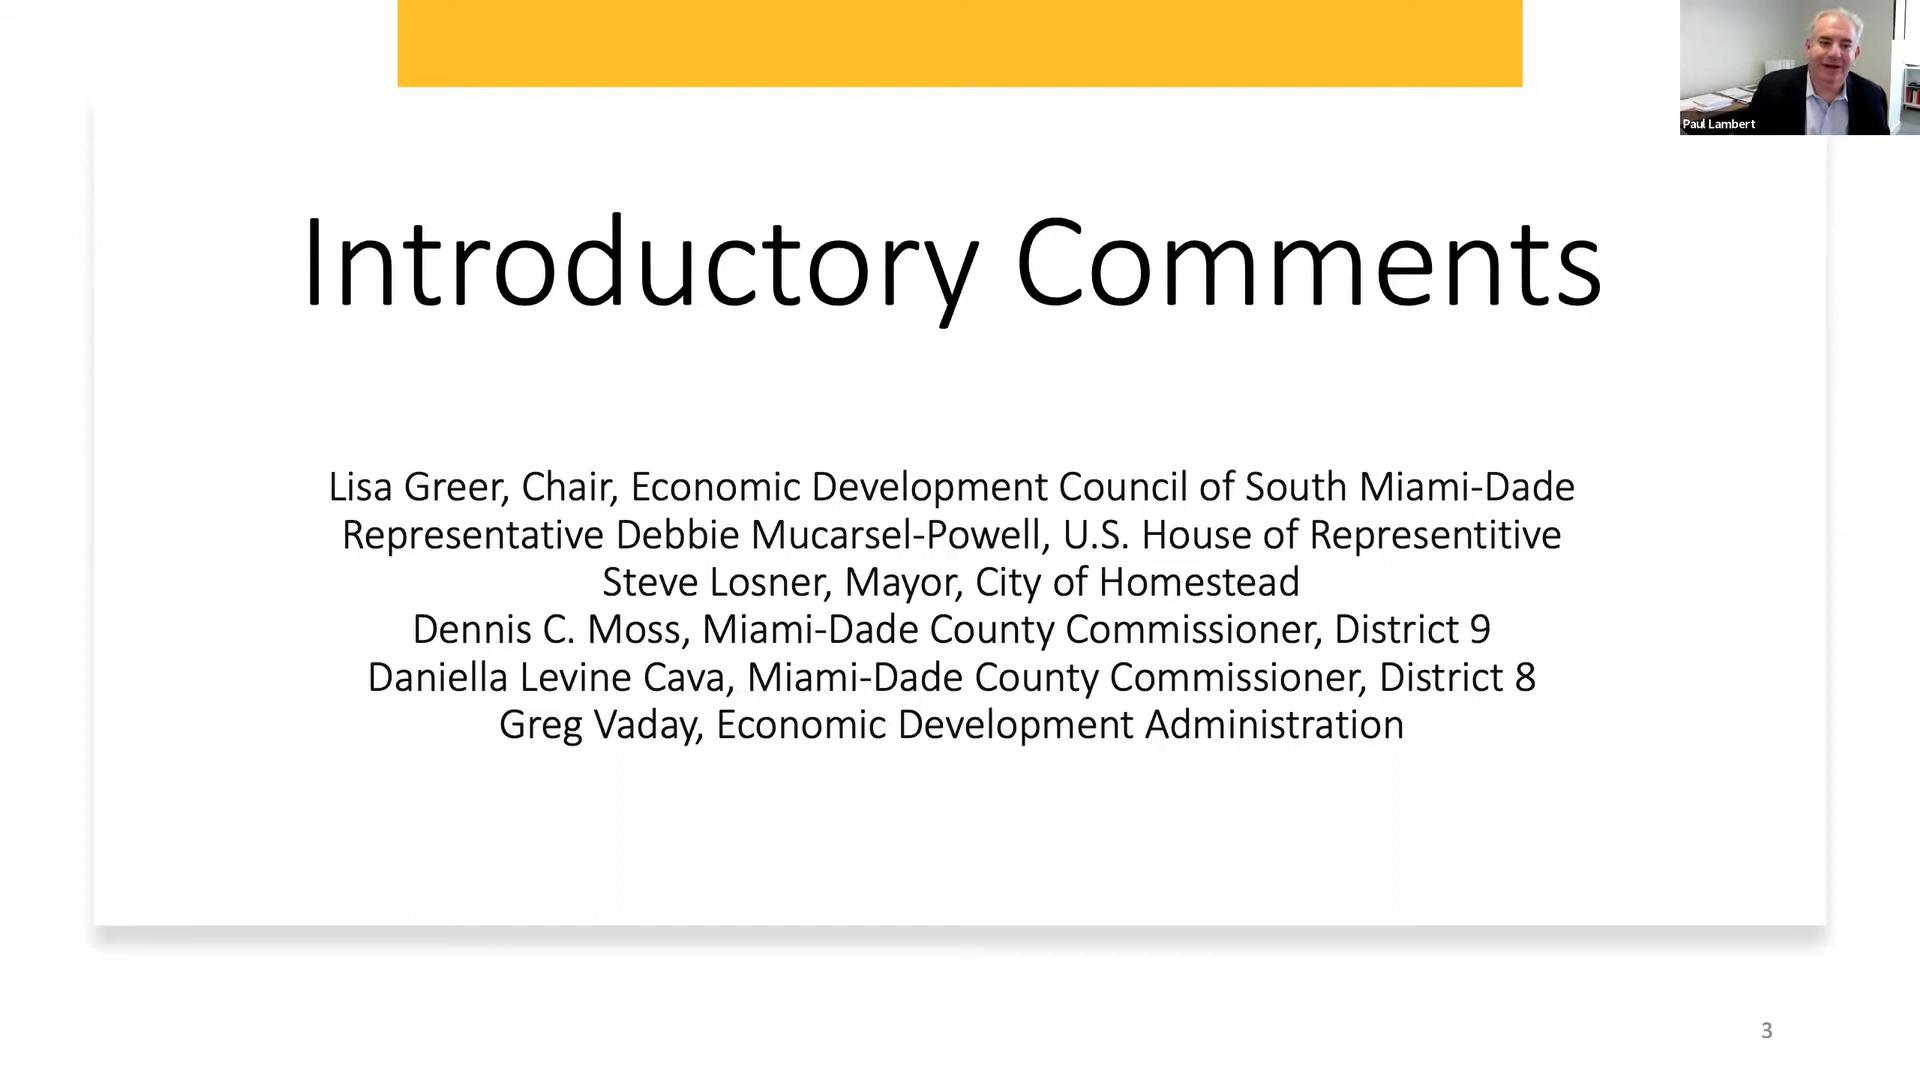 Paul Lambert
Introductory Comments
Lisa Greer, Chair, Economic Development Council of South Miami-Dade
Representative Debbie Mucarsel-Powell, U.S. House of Representitive
Steve Losner, Mayor, City of Homestead
Dennis C. Moss, Miami-Dade County Commissioner, District 9
Daniella Levine Cava, Miami-Dade County Commissioner, District 8
Greg Vaday, Economic Development Administration
3